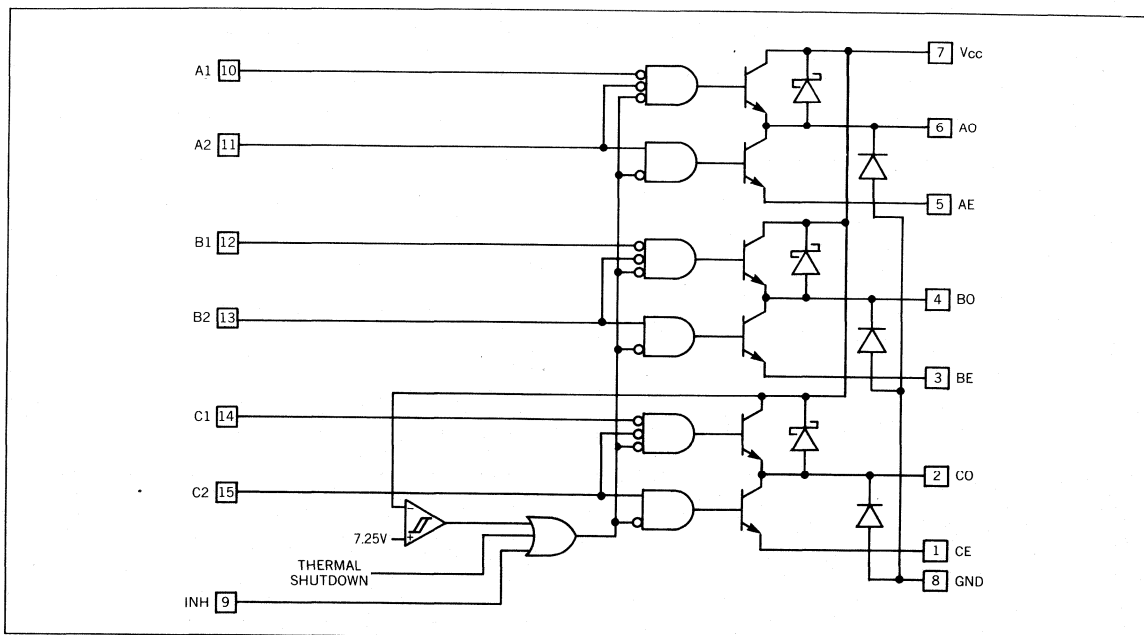 A1 10
7 Vcc
6 AO
A2 11
5 AE
B1 12
4 BO
B2 13
3 BE
C1 14
2 CO
C2 15
-
7.25V +
1 CE
THERMAL
SHUTDOWN
8 GND
INH 9